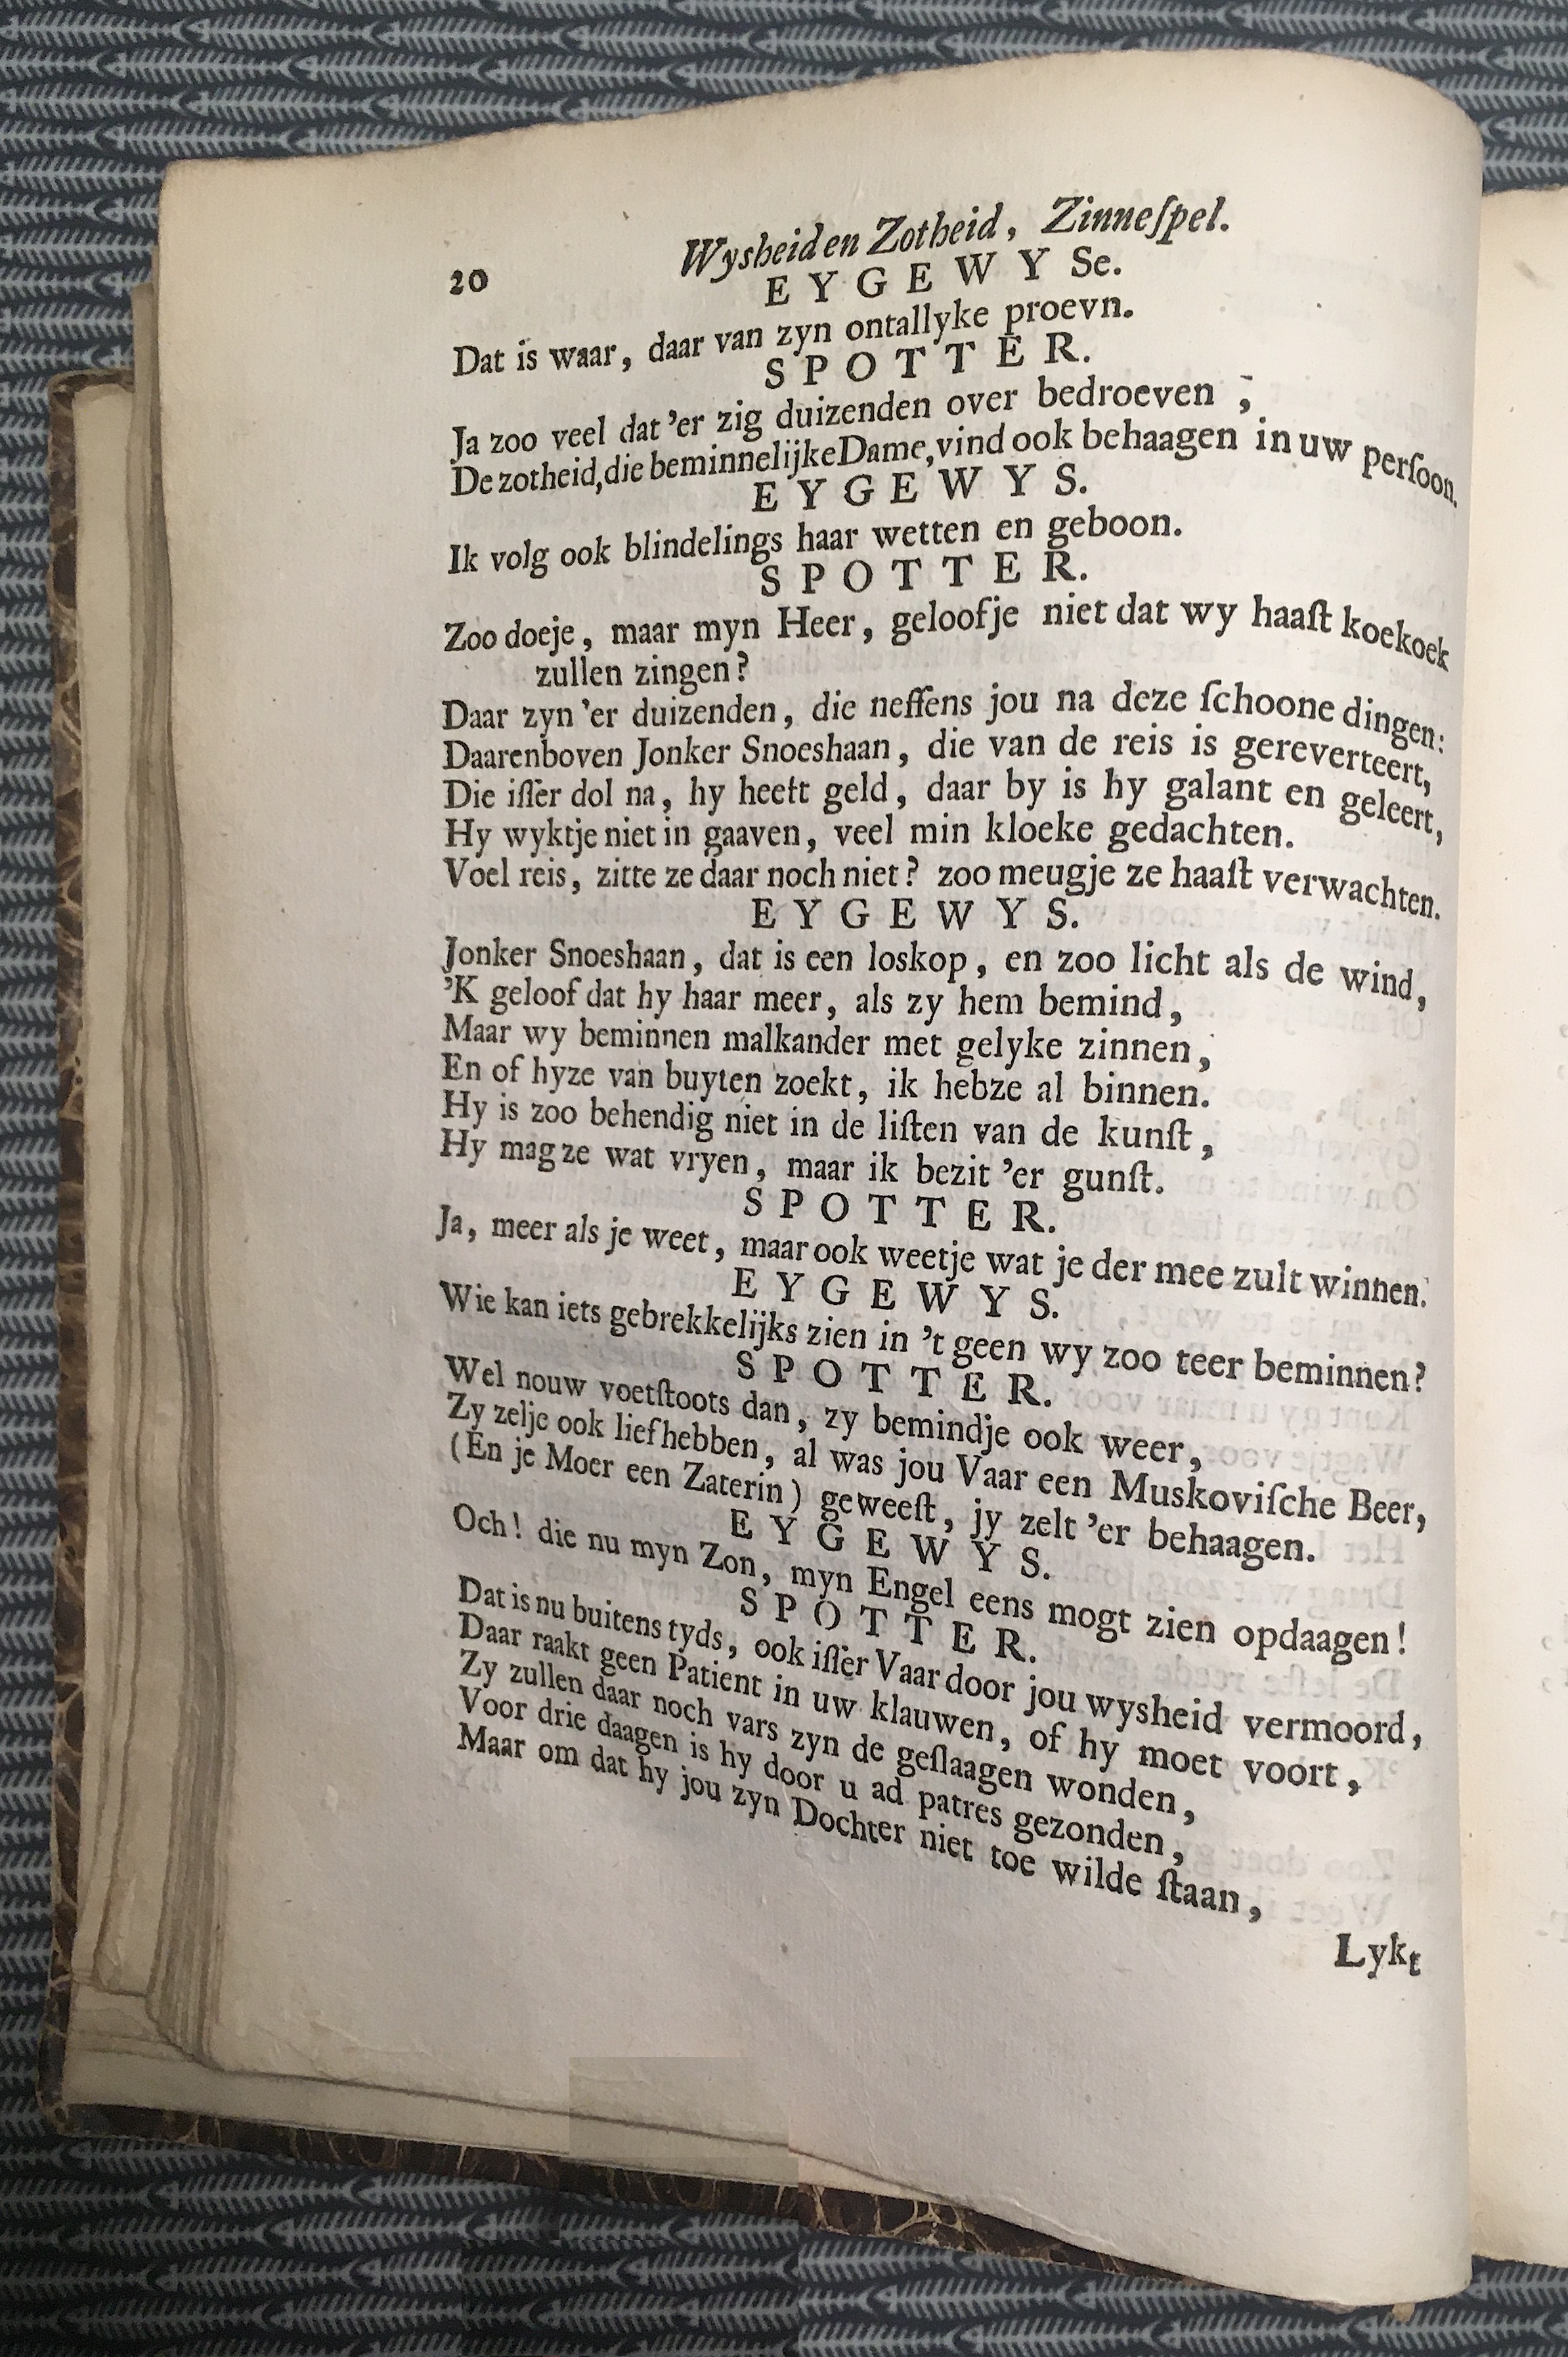 20 Wysheid en Zotheid, Zinneſpel.
EYGEWYSe.
Dat is waar, daar van zyn ontallyke proevn.
SPOTTER.
Ja zoo veel dat 'er zig duizenden over bedroeven ;
De zotheid, die beminnelijke Dame, vind ook behaagen in uw perſoon.
EYGEWYS.
Ik volg ook blindelings haar wetten en geboon.
SPOTTER.
Zoo doeje, maar myn Heer, geloofje niet dat wy haaſt koekoek
zullen zingen?
Daar zyn 'er duizenden, die neffens jou na deze ſchoone dingen:
Daarenboven Jonker Snoeshaan, die van de reis is gereverteert,
Die iſſer dol na, hy heeft geld, daar by is hy galant en geleert,
Hy wyktje niet in gaaven, veel min kloeke gedachten.
Voel reis, zitte ze daar noch niet? zoo meugje ze haaſt verwachten.
EYGEWYS.
Jonker Snoeshaan, dat is een loskop, en zoo licht als de wind,
'K geloof dat hy haar meer, als zy hem bemind,
Maar wy beminnen malkander met gelyke zinnen,
En of hyze van buyten zoekt, ik hebze al binnen.
Hy is zoo behendig niet in de liſten van de kunſt,
Hy mag ze wat vryen, maar ik bezit 'er gunſt.
SPOTTER.
Ja, meer als je weet, maar ook weetje wat je der mee zult winnen.
EYGEWYS.
Wie kan iets gebrekkelijks zien in 't geen wy zoo teer beminnen?
SPOTTER.
Wel nouw voetſtoots dan, zy bemindje ook weer,
Zy zelje ook lief hebben, al was jou Vaar een Muskoviſche Beer,
(En je Moer een Zaterin) geweeſt, jy zelt 'er behaagen.
EYGEWYS.
Och! die nu myn Zon, myn Engel eens mogt zien opdaagen!
SPOTTER.
Dat is nu buitens tyds, ook iſſer Vaar door jou wysheid vermoord,
Daar raakt geen Patient in uw klauwen, of hy moet voort,
Zy zullen daar noch vars zyn de geſlaagen wonden,
Voor drie daagen is hy door u ad patres gezonden,
Maar om dat hy jou zyn Dochter niet toe wilde ſtaan,
Lykt